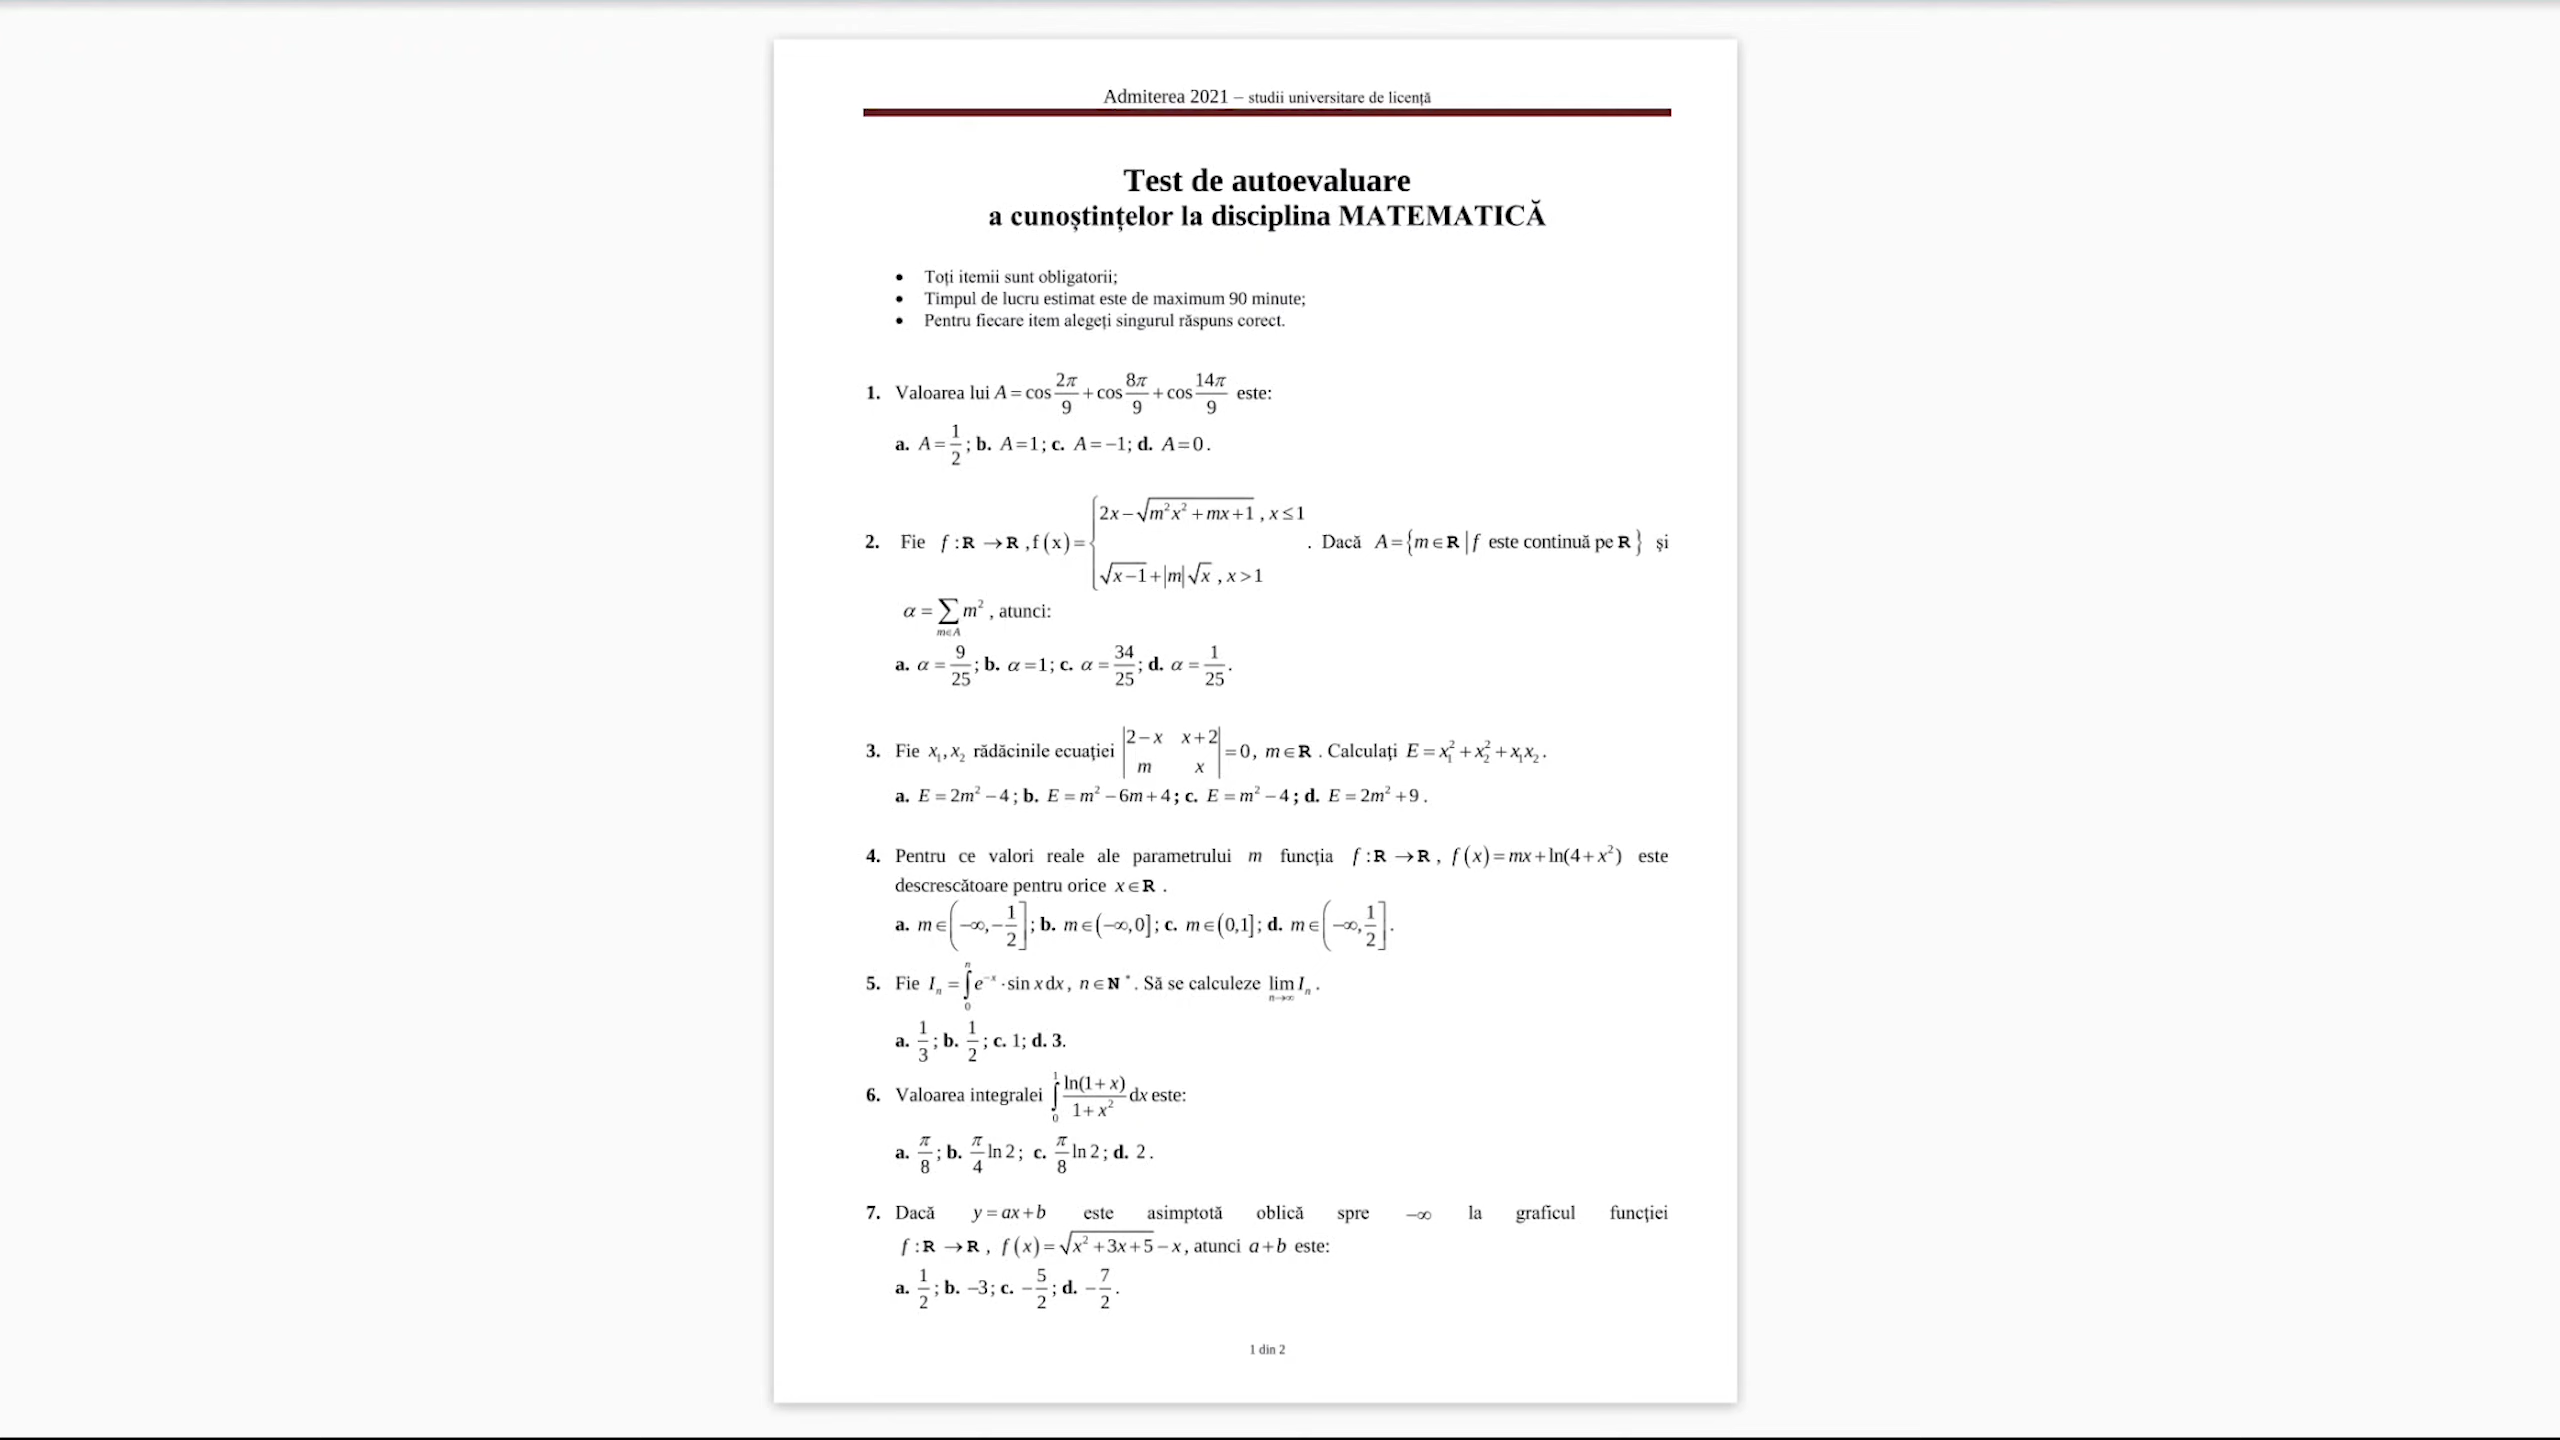 Admiterea 2021 – studii universitare de licență
Test de autoevaluare
a cunoștințelor la disciplina MATEMATICĂ
• Toți itemii sunt obligatorii;
• Timpul de lucru estimat este de maximum 90 minute;
• Pentru fiecare item alegeți singurul răspuns corect.
1. Valoarea lui A = cos 2π/9 + cos 8π/9 + cos 14π/9 este:
a. A = 1/2; b. A = 1; c. A = −1; d. A = 0.
2. Fie f : R → R, f(x) = { 2x − √(m²x² + mx + 1), x ≤ 1; √(x−1) + |m|√x, x > 1 . Dacă A = {m ∈ R | f este continuă pe R} și
α = ∑_{m∈A} m², atunci:
a. α = 9/25; b. α = 1; c. α = 34/25; d. α = 1/25.
3. Fie x₁, x₂ rădăcinile ecuației |2−x x+2; m x| = 0, m ∈ R . Calculați E = x₁² + x₂² + x₁x₂.
a. E = 2m² − 4; b. E = m² − 6m + 4; c. E = m² − 4; d. E = 2m² + 9.
4. Pentru ce valori reale ale parametrului m funcția f : R → R, f(x) = mx + ln(4 + x²) este
descrescătoare pentru orice x ∈ R .
a. m ∈ (−∞, −1/2]; b. m ∈ (−∞, 0]; c. m ∈ (0,1]; d. m ∈ (−∞, 1/2].
5. Fie Iₙ = ∫₀ⁿ e⁻ˣ · sin x dx, n ∈ N*. Să se calculeze lim_{n→∞} Iₙ.
a. 1/3; b. 1/2; c. 1; d. 3.
6. Valoarea integralei ∫₀¹ ln(1+x)/(1+x²) dx este:
a. π/8; b. π/4 ln 2; c. π/8 ln 2; d. 2.
7. Dacă y = ax + b este asimptotă oblică spre −∞ la graficul funcției
f : R → R, f(x) = √(x² + 3x + 5) − x, atunci a + b este:
a. 1/2; b. −3; c. −5/2; d. −7/2.
1 din 2